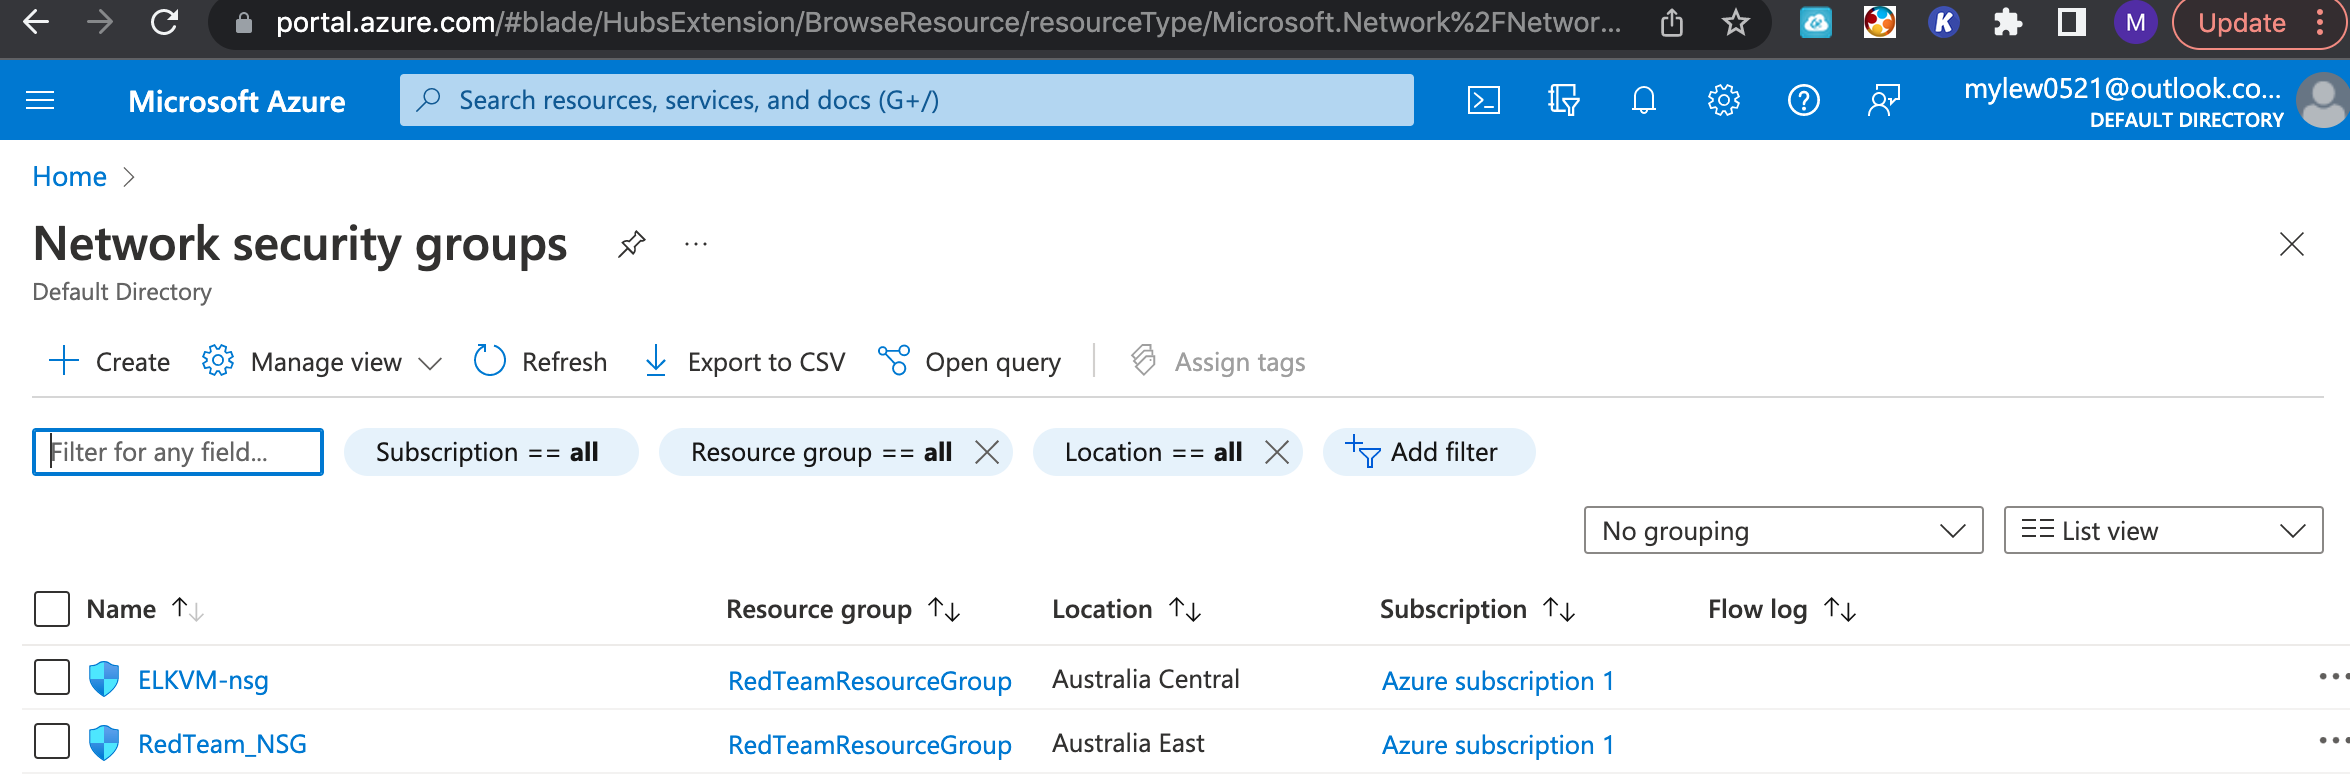 portal.azure.com/#blade/HubsExtension/BrowseResource/resourceType/Microsoft.Network%2FNetwor...
K
M
Update
Microsoft Azure
Search resources, services, and docs (G+/)
mylew0521@outlook.co...
DEFAULT DIRECTORY
Home
Network security groups
Default Directory
Create
Manage view
Refresh
Export to CSV
Open query
Assign tags
Filter for any field...
Subscription == all
Resource group == all
Location == all
Add filter
No grouping
List view
Name
Resource group
Location
Subscription
Flow log
ELKVM-nsg
RedTeamResourceGroup
Australia Central
Azure subscription 1
RedTeam_NSG
RedTeamResourceGroup
Australia East
Azure subscription 1